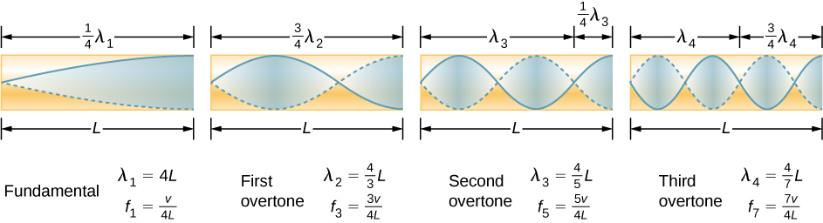 1/4 λ₁
3/4 λ₂
λ₃
1/4 λ₃
λ₄
3/4 λ₄
L
L
L
L
Fundamental
λ₁ = 4L
f₁ = v/4L
First
overtone
λ₂ = 4/3 L
f₃ = 3v/4L
Second
overtone
λ₃ = 4/5 L
f₅ = 5v/4L
Third
overtone
λ₄ = 4/7 L
f₇ = 7v/4L